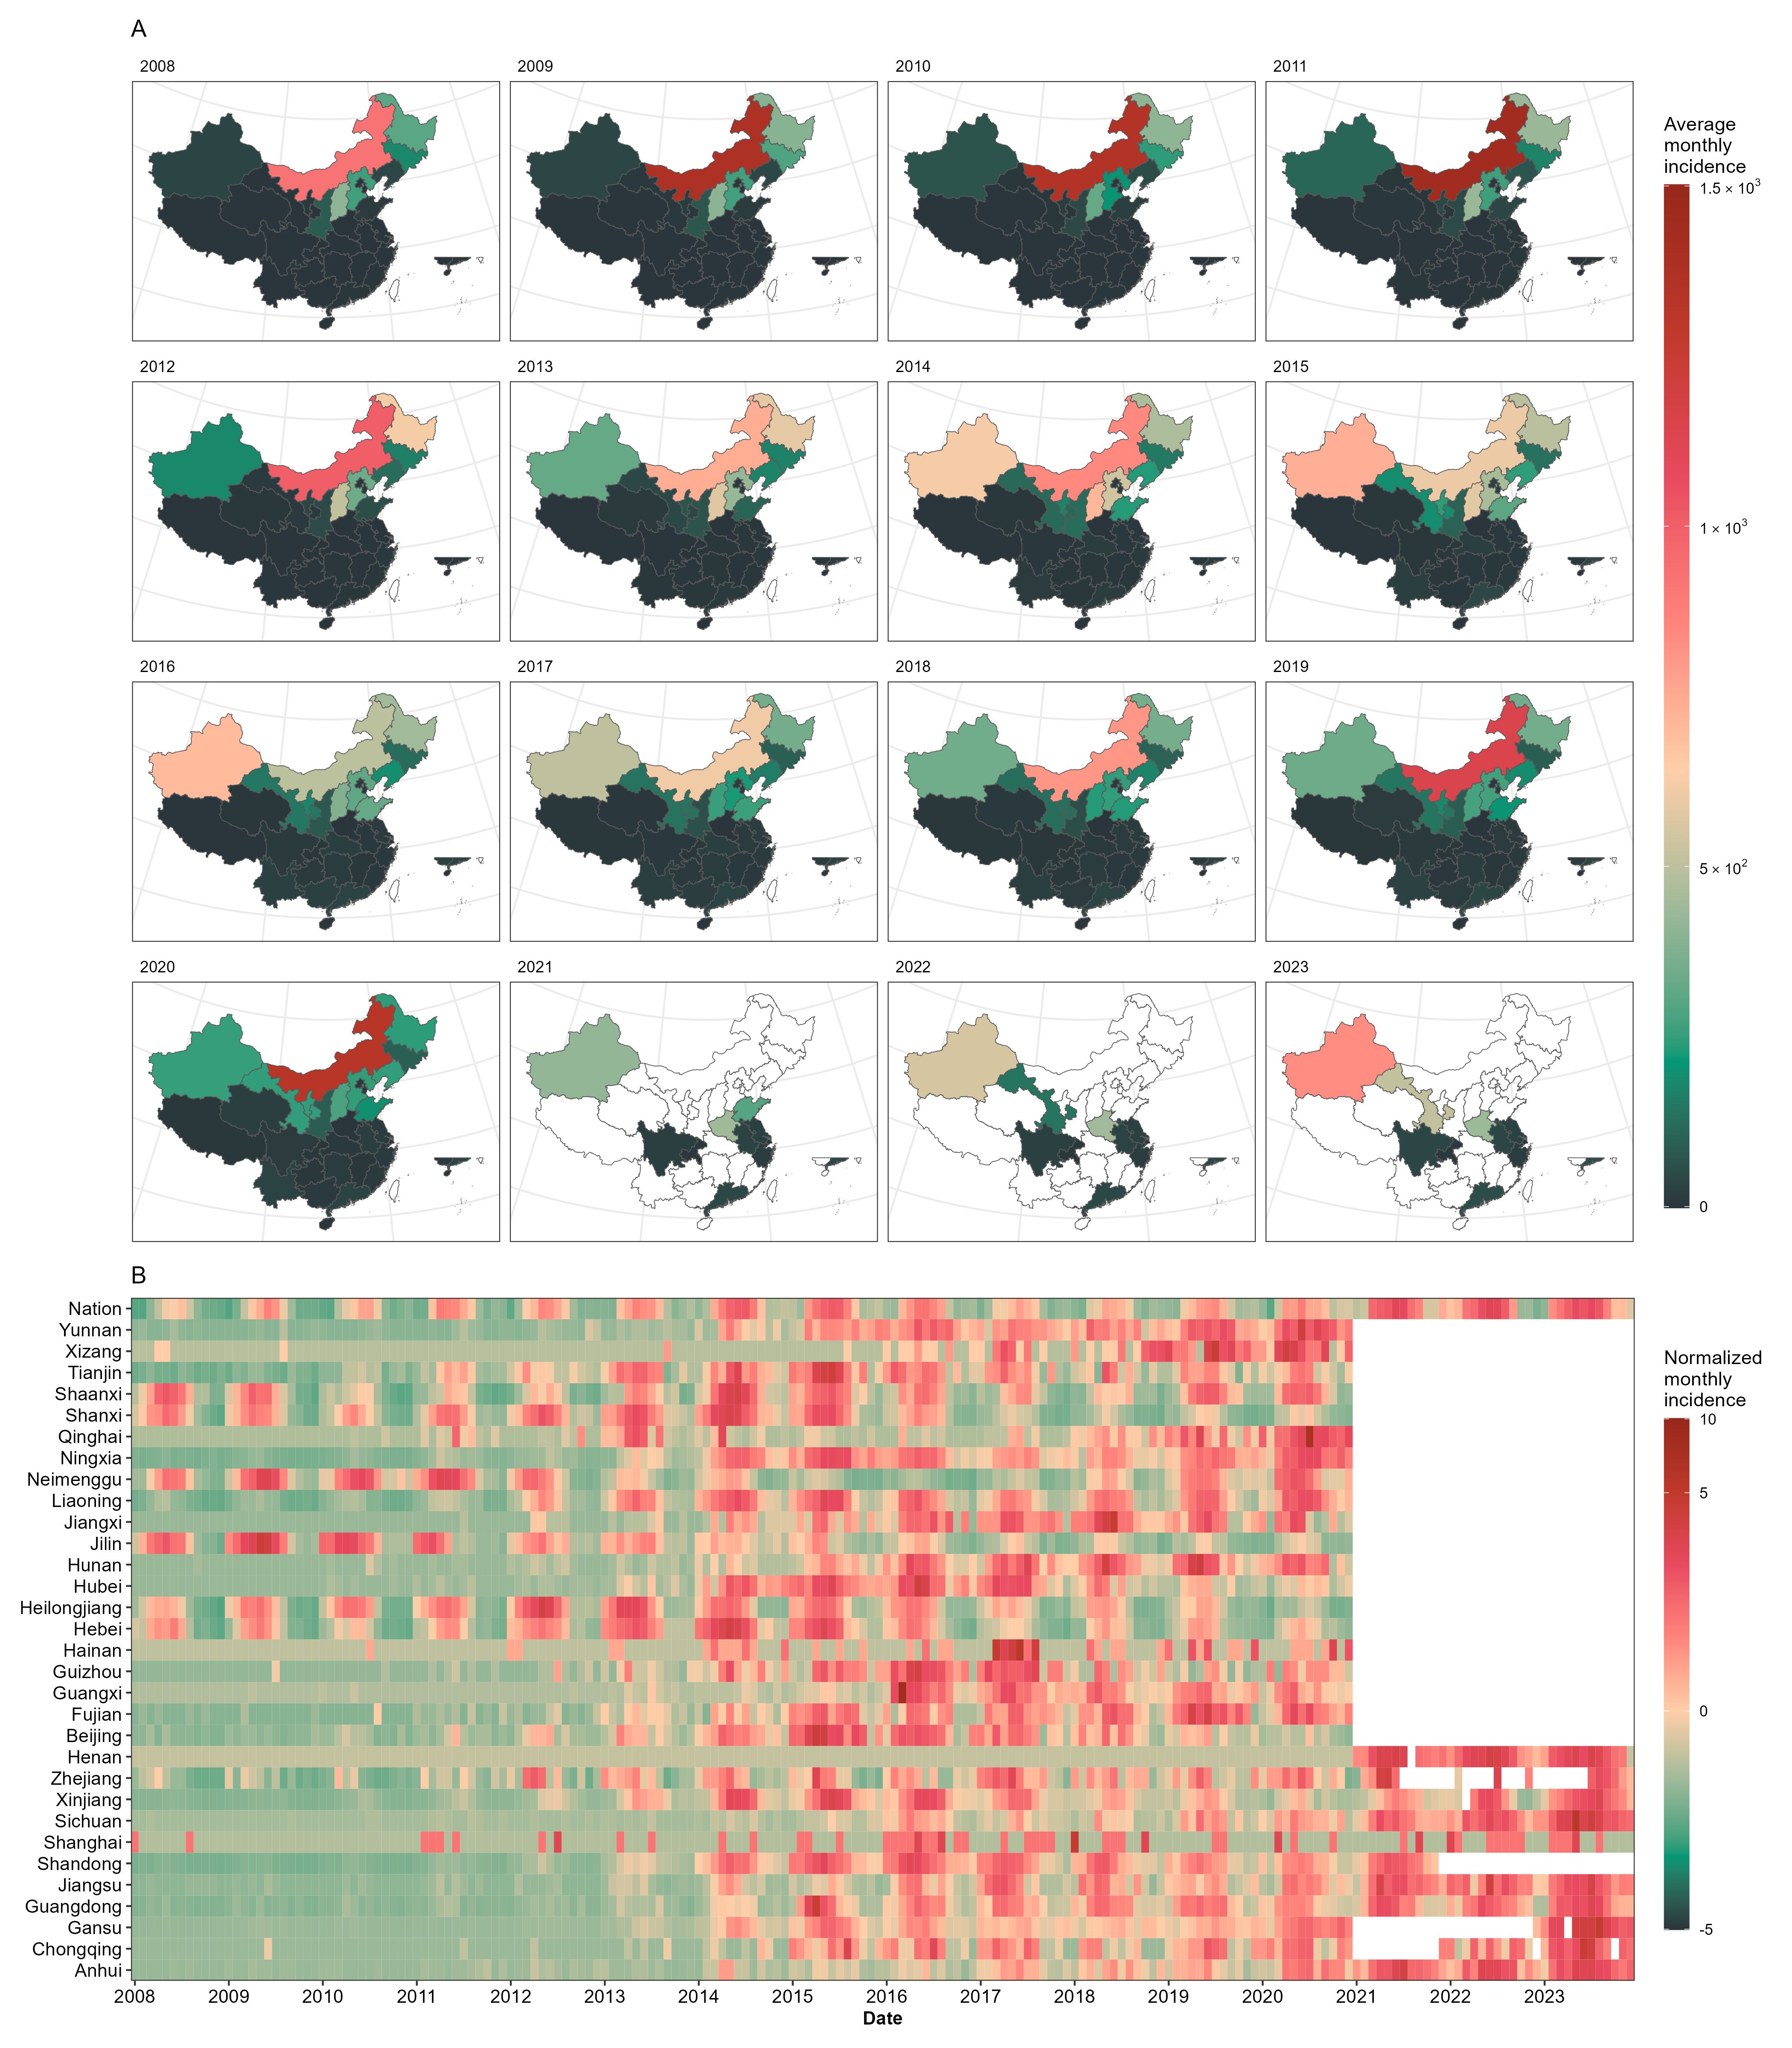 A
2008
2009
2010
2011
2012
2013
2014
2015
2016
2017
2018
2019
2020
2021
2022
2023
Average
monthly
incidence
1.5 × 10³
1 × 10³
5 × 10²
0
B
Nation
Yunnan
Xizang
Tianjin
Shaanxi
Shanxi
Qinghai
Ningxia
Neimenggu
Liaoning
Jiangxi
Jilin
Hunan
Hubei
Heilongjiang
Hebei
Hainan
Guizhou
Guangxi
Fujian
Beijing
Henan
Zhejiang
Xinjiang
Sichuan
Shanghai
Shandong
Jiangsu
Guangdong
Gansu
Chongqing
Anhui
2008 2009 2010 2011 2012 2013 2014 2015 2016 2017 2018 2019 2020 2021 2022 2023
Date
Normalized
monthly
incidence
10
5
0
-5